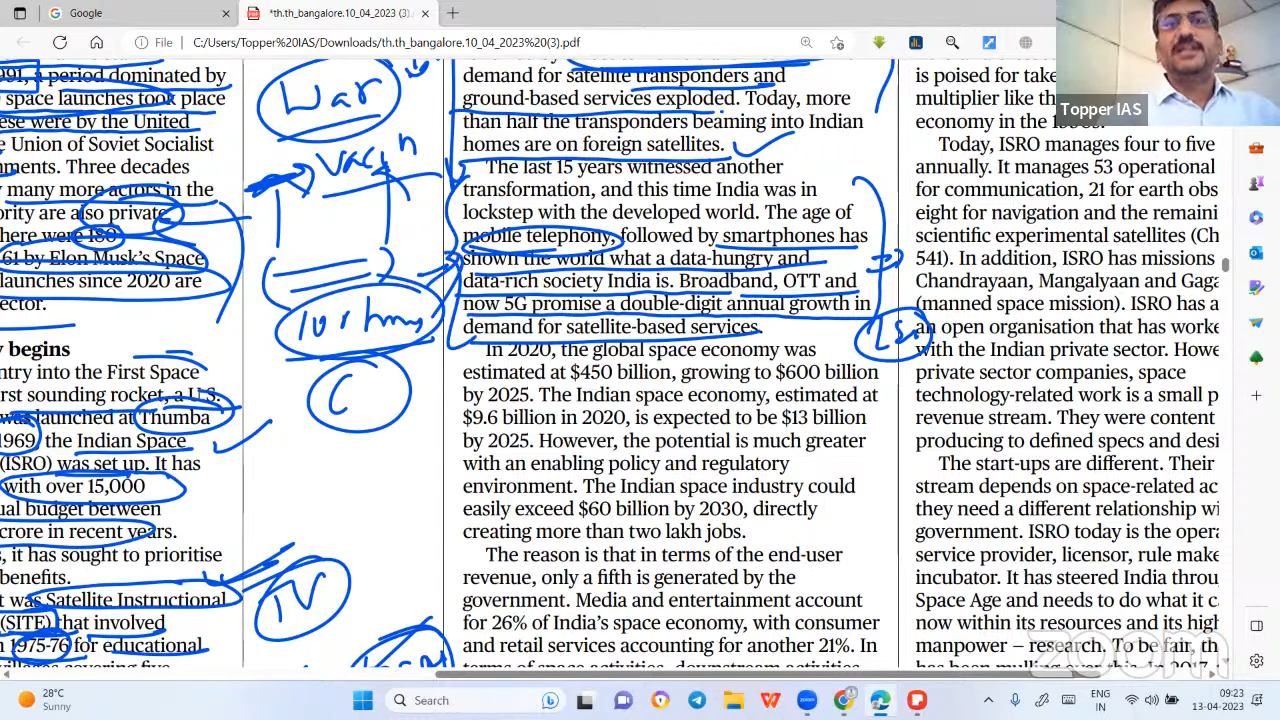 Google
*th.th_bangalore.10_04_2023 (3).
File
C:/Users/Topper%20IAS/Downloads/th.th_bangalore.10_04_2023%20(3).pdf
Topper IAS
991, a period dominated by
space launches took place
ese were by the United
e Union of Soviet Socialist
nments. Three decades
y many more actors in the
ority are also private
here were 180
61 by Elon Musk's Space
launches since 2020 are
ector.
y begins
ntry into the First Space
rst sounding rocket, a U.S.
was launched at Thumba
1969, the Indian Space
(ISRO) was set up. It has
with over 15,000
ual budget between
crore in recent years.
s, it has sought to prioritise
benefits.
t was Satellite Instructional
(SITE) that involved
n 1975-76 for educational
War
TV
demand for satellite transponders and
ground-based services exploded. Today, more
than half the transponders beaming into Indian
homes are on foreign satellites.
The last 15 years witnessed another
transformation, and this time India was in
lockstep with the developed world. The age of
mobile telephony, followed by smartphones has
shown the world what a data-hungry and
data-rich society India is. Broadband, OTT and
now 5G promise a double-digit annual growth in
demand for satellite-based services.
In 2020, the global space economy was
estimated at $450 billion, growing to $600 billion
by 2025. The Indian space economy, estimated at
$9.6 billion in 2020, is expected to be $13 billion
by 2025. However, the potential is much greater
with an enabling policy and regulatory
environment. The Indian space industry could
easily exceed $60 billion by 2030, directly
creating more than two lakh jobs.
The reason is that in terms of the end-user
revenue, only a fifth is generated by the
government. Media and entertainment account
for 26% of India's space economy, with consumer
and retail services accounting for another 21%. In
terms of space activities, downstream activities
is poised for take
multiplier like th
economy in the 1980s.
Today, ISRO manages four to five
annually. It manages 53 operational
for communication, 21 for earth obs
eight for navigation and the remaini
scientific experimental satellites (Ch
541). In addition, ISRO has missions
Chandrayaan, Mangalyaan and Gaga
(manned space mission). ISRO has a
an open organisation that has worke
with the Indian private sector. Howe
private sector companies, space
technology-related work is a small p
revenue stream. They were content
producing to defined specs and desi
The start-ups are different. Their
stream depends on space-related ac
they need a different relationship wi
government. ISRO today is the opera
service provider, licensor, rule make
incubator. It has steered India throu
Space Age and needs to do what it c
now within its resources and its high
manpower – research. To be fair, th
zoom
28°C
Sunny
Search
ENG
IN
09:23
13-04-2023